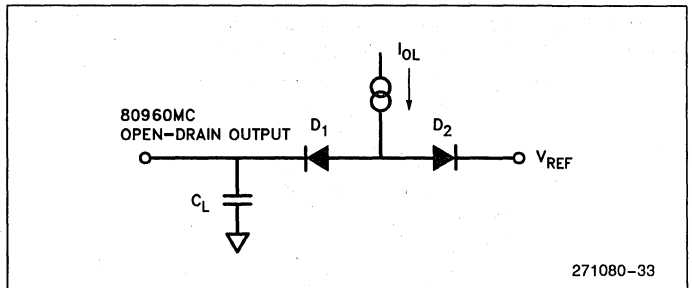 I_OL
80960MC
OPEN–DRAIN OUTPUT
D_1
D_2
V_REF
C_L
271080–33